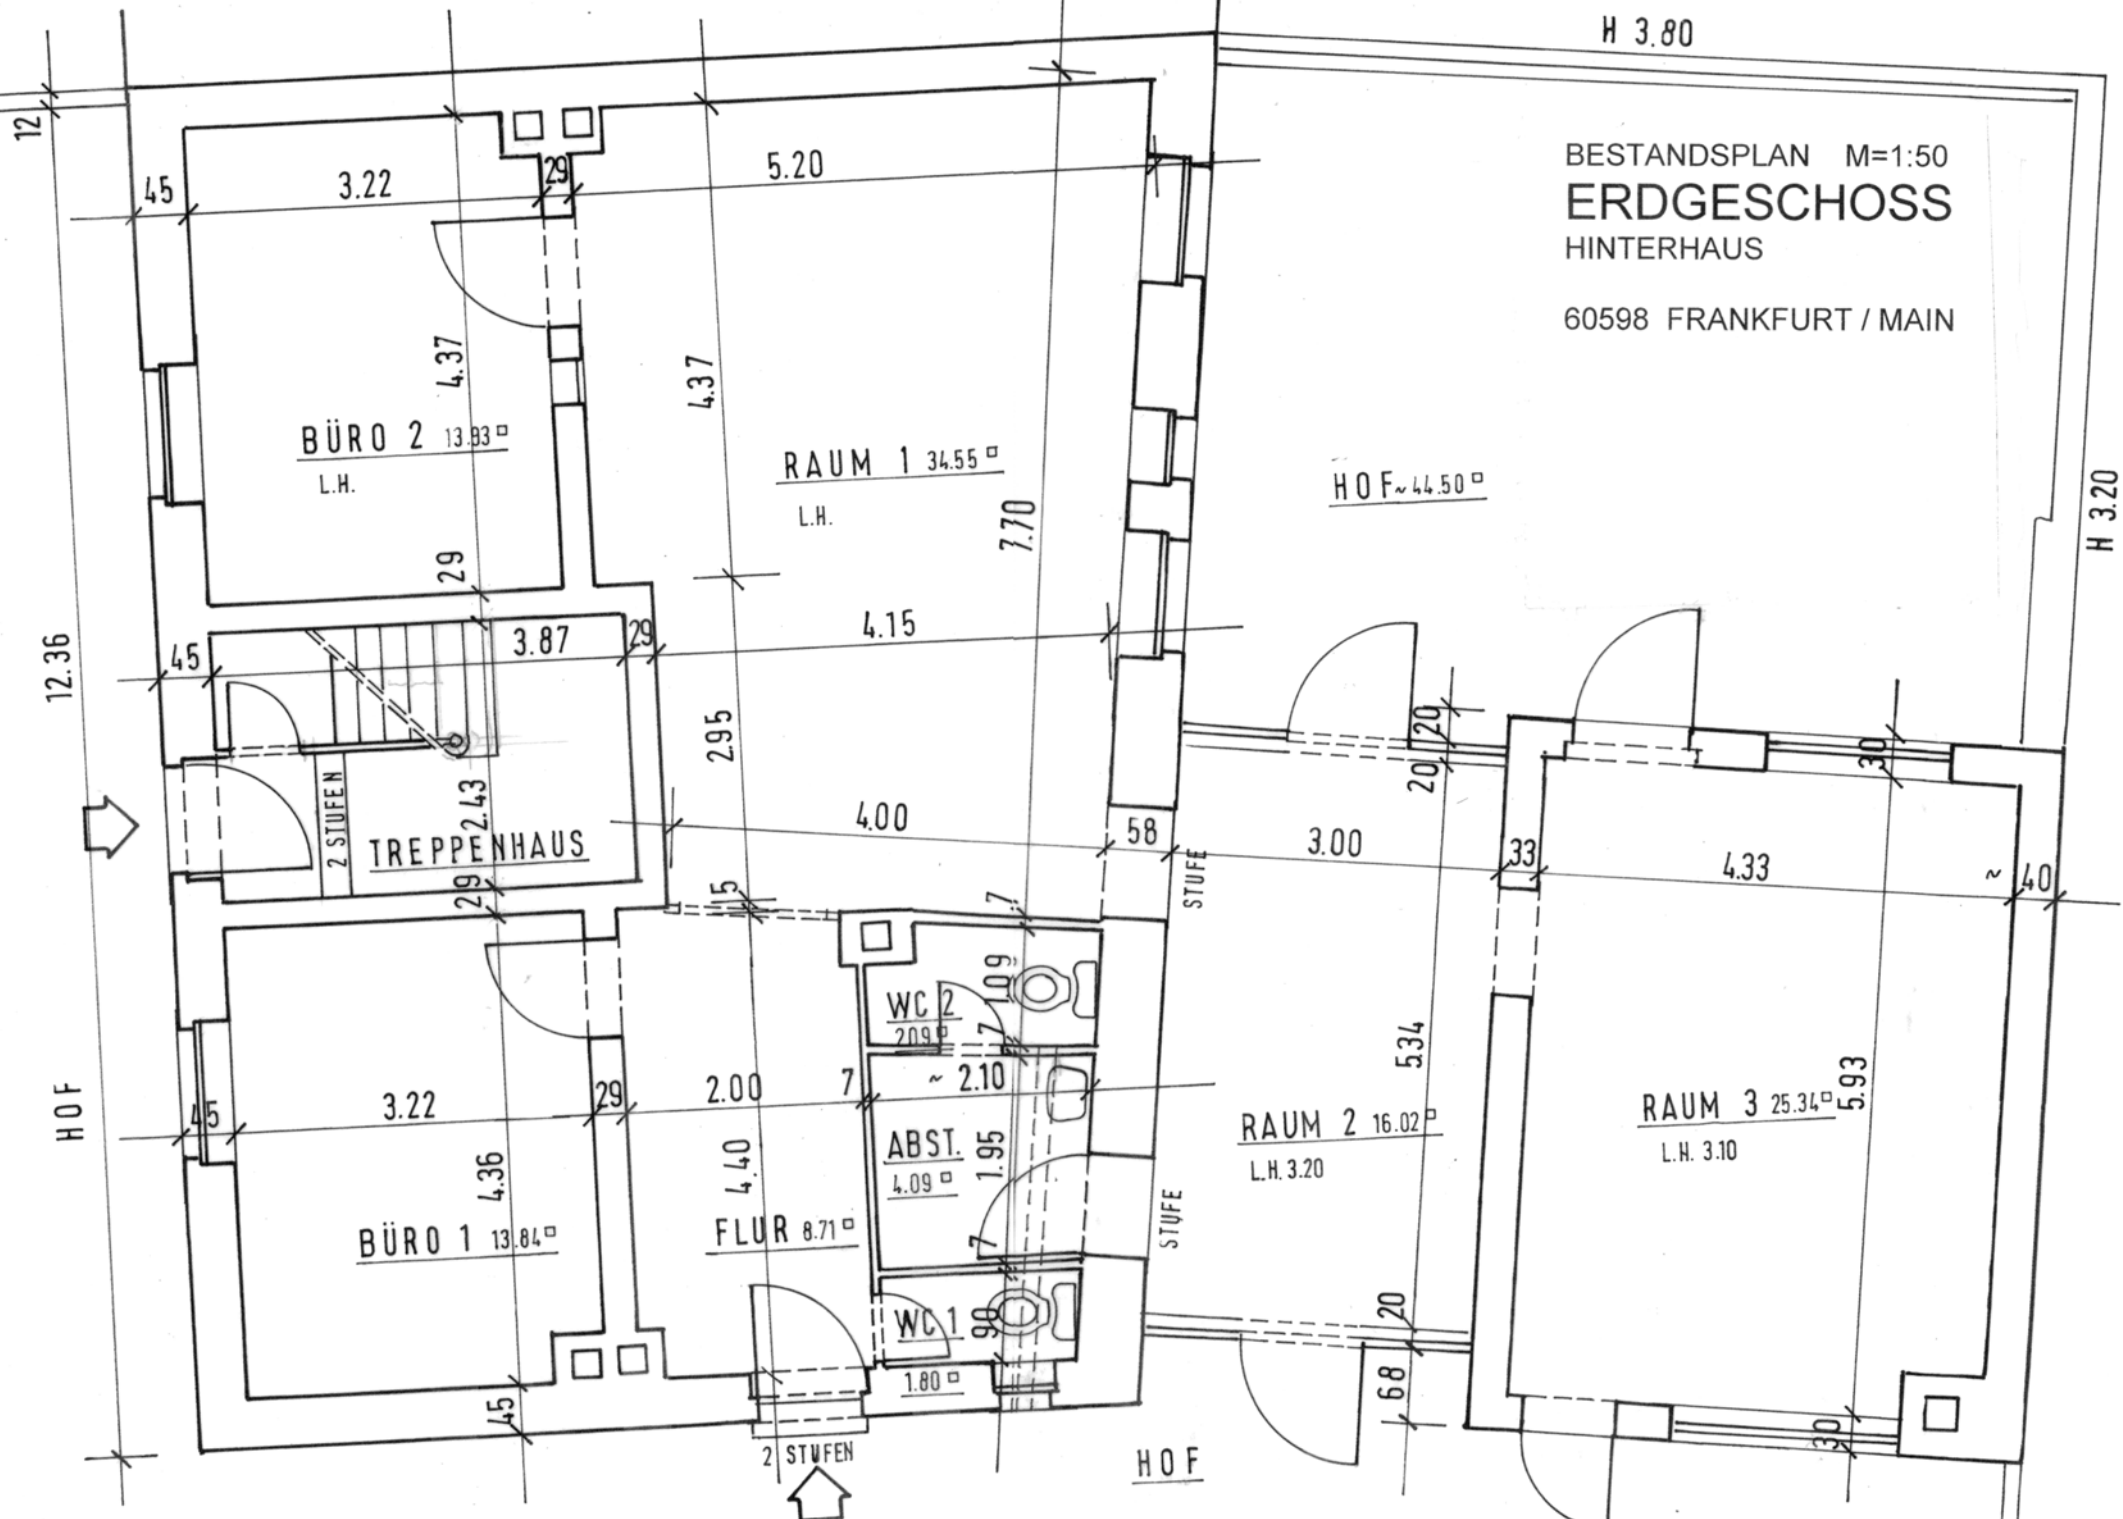 H 3.80
BESTANDSPLAN M=1:50
ERDGESCHOSS
HINTERHAUS
60598 FRANKFURT / MAIN
12
45
3.22
29
5.20
4.37
4.37
BÜRO 2 13.93
L.H.
RAUM 1 34.55
L.H.
7.70
HOF ~ 44.50
H 3.20
29
12.36
45
3.87
29
4.15
2.95
2.43
2 STUFEN
TREPPENHAUS
29
4.00
58
STUFE
3.00
20
20
33
4.33
30
~ 40
15
7
WC 2
2.09
1.09
7
HOF
45
3.22
29
2.00
7
~ 2.10
4.36
4.40
ABST.
4.09
1.95
5.34
5.93
RAUM 2 16.02
L.H. 3.20
RAUM 3 25.34
L.H. 3.10
BÜRO 1 13.84
FLUR 8.71
7
STUFE
WC 1
90
1.80
20
68
30
45
2 STUFEN
HOF